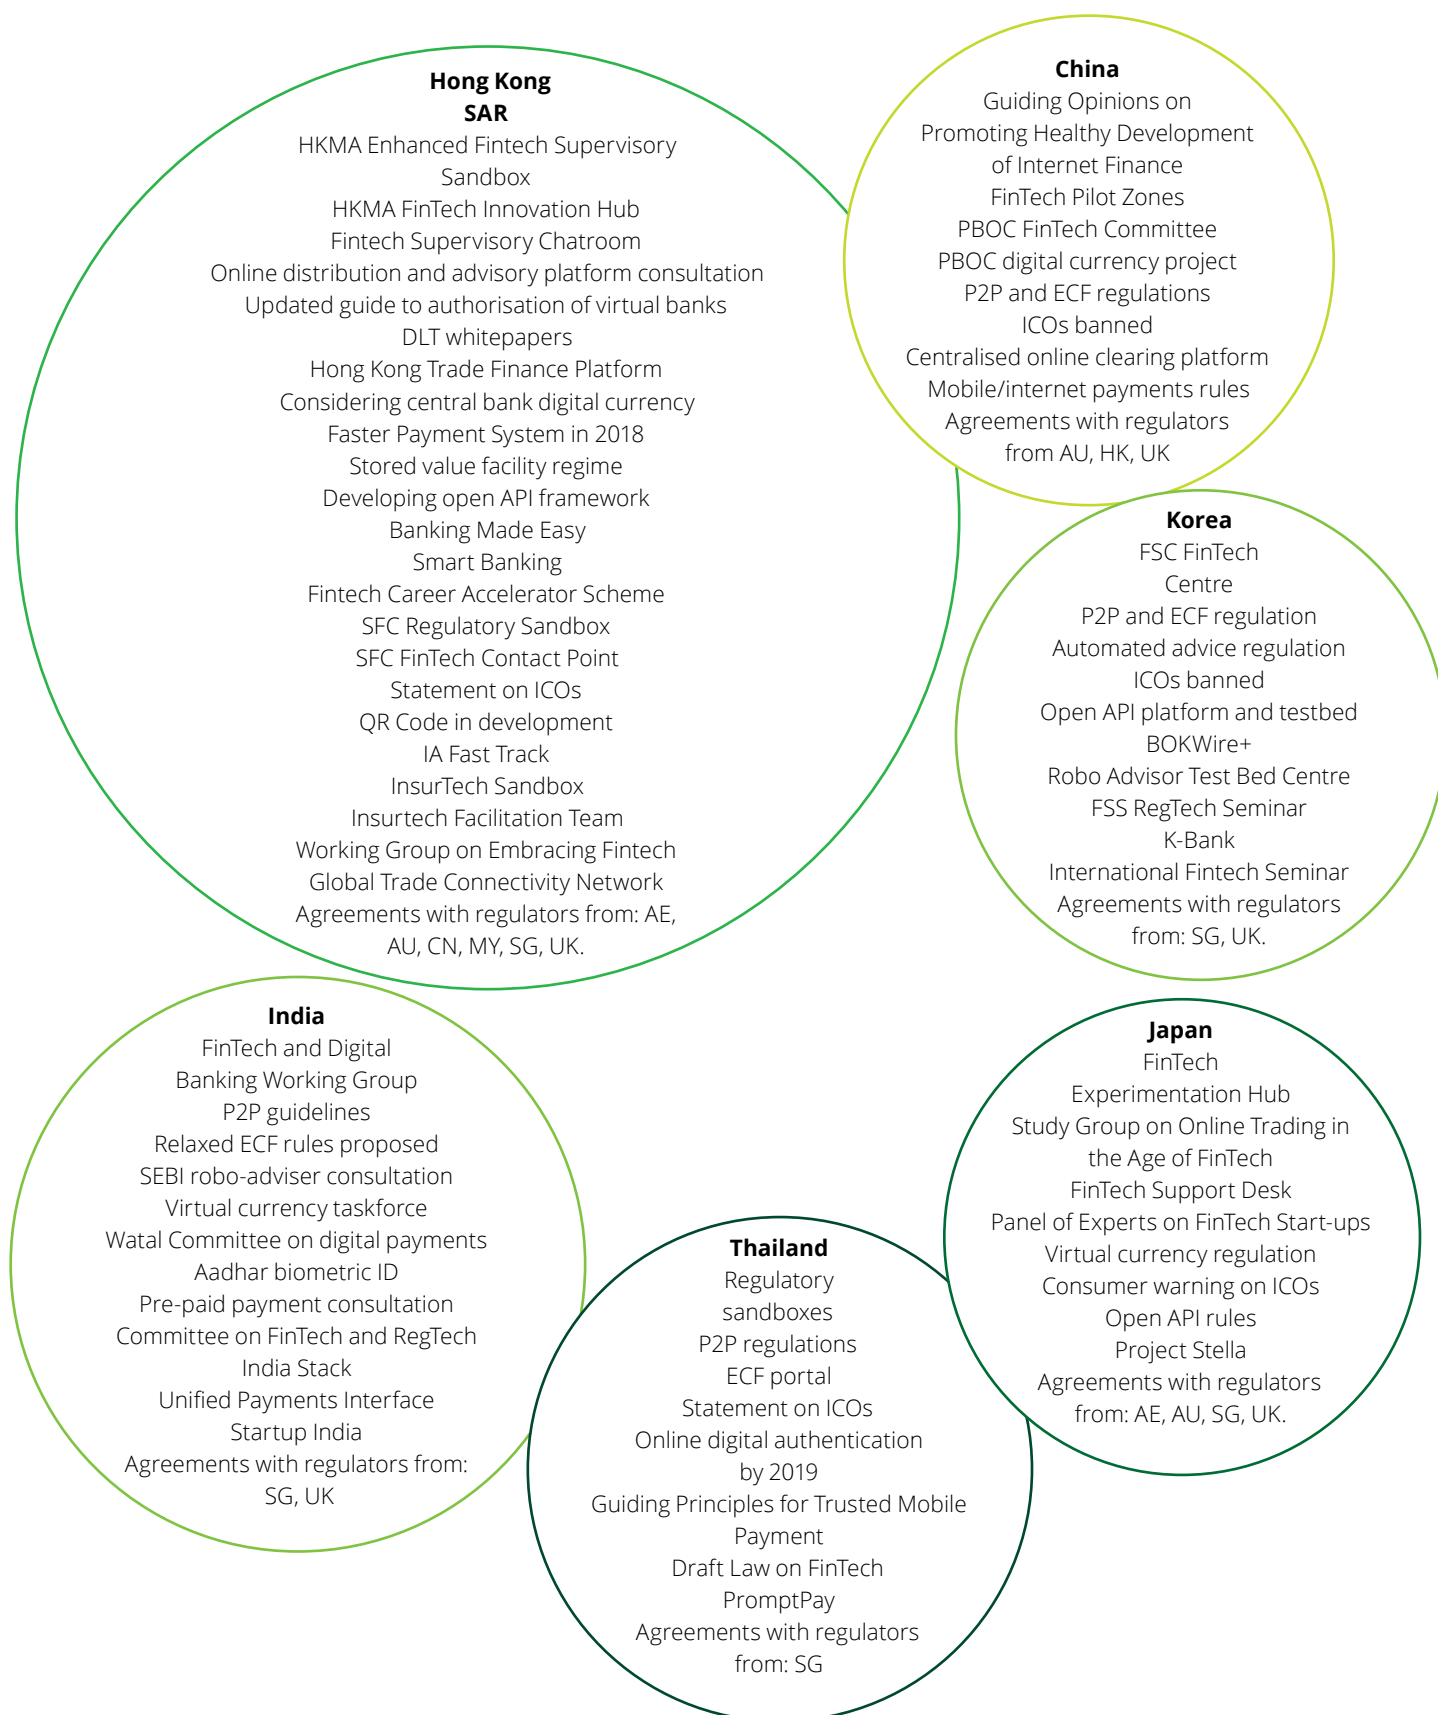 Hong Kong
SAR
HKMA Enhanced Fintech Supervisory
Sandbox
HKMA FinTech Innovation Hub
Fintech Supervisory Chatroom
Online distribution and advisory platform consultation
Updated guide to authorisation of virtual banks
DLT whitepapers
Hong Kong Trade Finance Platform
Considering central bank digital currency
Faster Payment System in 2018
Stored value facility regime
Developing open API framework
Banking Made Easy
Smart Banking
Fintech Career Accelerator Scheme
SFC Regulatory Sandbox
SFC FinTech Contact Point
Statement on ICOs
QR Code in development
IA Fast Track
InsurTech Sandbox
Insurtech Facilitation Team
Working Group on Embracing Fintech
Global Trade Connectivity Network
Agreements with regulators from: AE,
AU, CN, MY, SG, UK.
China
Guiding Opinions on
Promoting Healthy Development
of Internet Finance
FinTech Pilot Zones
PBOC FinTech Committee
PBOC digital currency project
P2P and ECF regulations
ICOs banned
Centralised online clearing platform
Mobile/internet payments rules
Agreements with regulators
from AU, HK, UK
Korea
FSC FinTech
Centre
P2P and ECF regulation
Automated advice regulation
ICOs banned
Open API platform and testbed
BOKWire+
Robo Advisor Test Bed Centre
FSS RegTech Seminar
K-Bank
International Fintech Seminar
Agreements with regulators
from: SG, UK.
India
FinTech and Digital
Banking Working Group
P2P guidelines
Relaxed ECF rules proposed
SEBI robo-adviser consultation
Virtual currency taskforce
Watal Committee on digital payments
Aadhar biometric ID
Pre-paid payment consultation
Committee on FinTech and RegTech
India Stack
Unified Payments Interface
Startup India
Agreements with regulators from:
SG, UK
Thailand
Regulatory
sandboxes
P2P regulations
ECF portal
Statement on ICOs
Online digital authentication
by 2019
Guiding Principles for Trusted Mobile
Payment
Draft Law on FinTech
PromptPay
Agreements with regulators
from: SG
Japan
FinTech
Experimentation Hub
Study Group on Online Trading in
the Age of FinTech
FinTech Support Desk
Panel of Experts on FinTech Start-ups
Virtual currency regulation
Consumer warning on ICOs
Open API rules
Project Stella
Agreements with regulators
from: AE, AU, SG, UK.